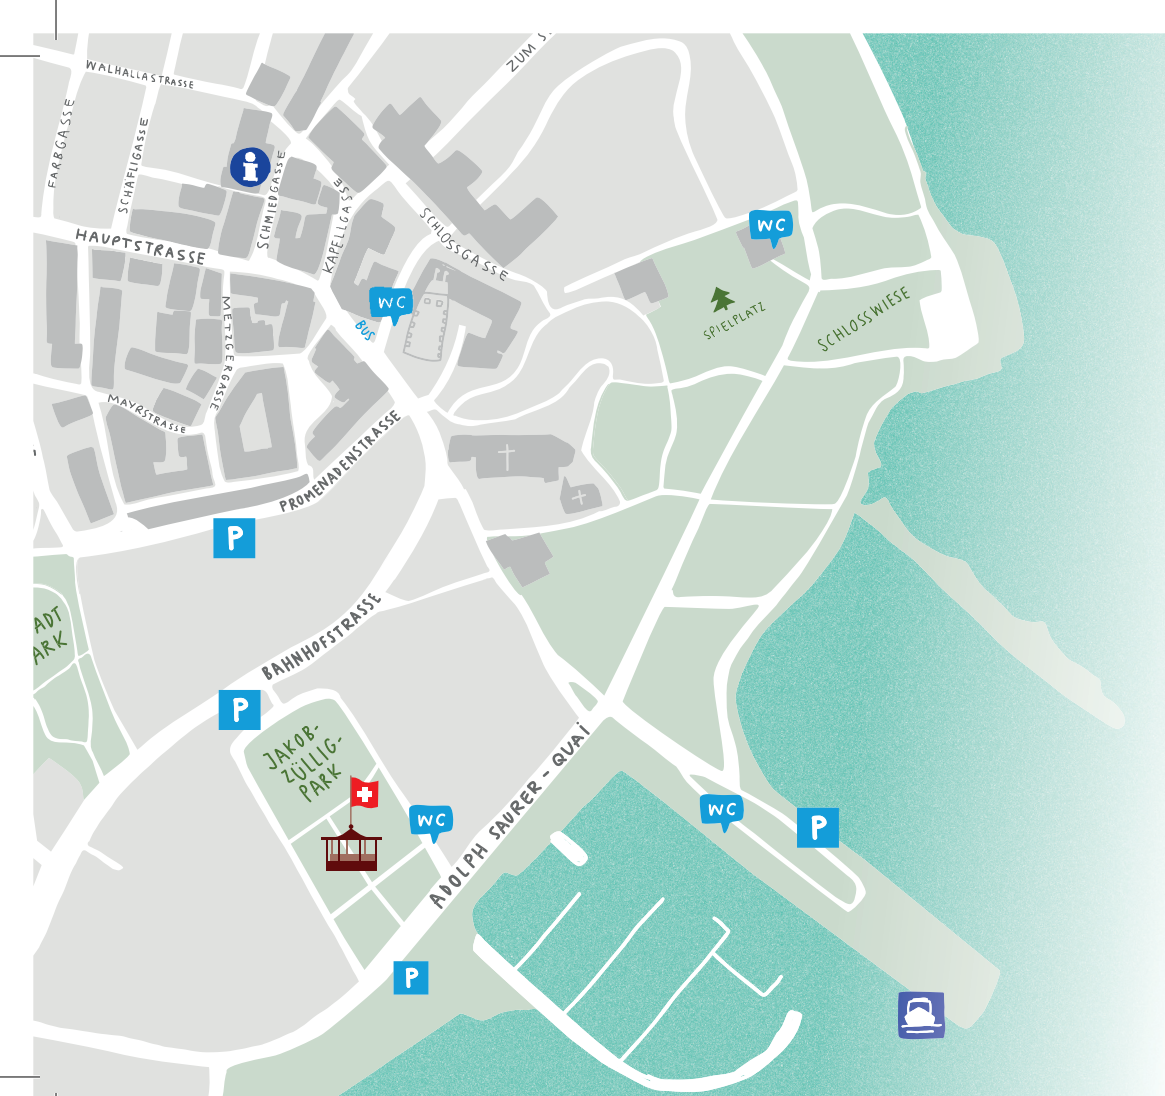 WALHALLASTRASSE
FARBGASSE
SCHÄFLIGASSE
SCHMIEDGASSE
KAPELLGASSE
SCHLOSSGASSE
ZUM
HAUPTSTRASSE
METZGERGASSE
MAYRSTRASSE
WC
BUS
WC
SPIELPLATZ
SCHLOSSWIESE
PROMENADENSTRASSE
P
ADT
ARK
BAHNHOFSTRASSE
P
JAKOB-
ZÜLLIG-
PARK
WC
ADOLPH SAURER-QUAI
WC
P
P